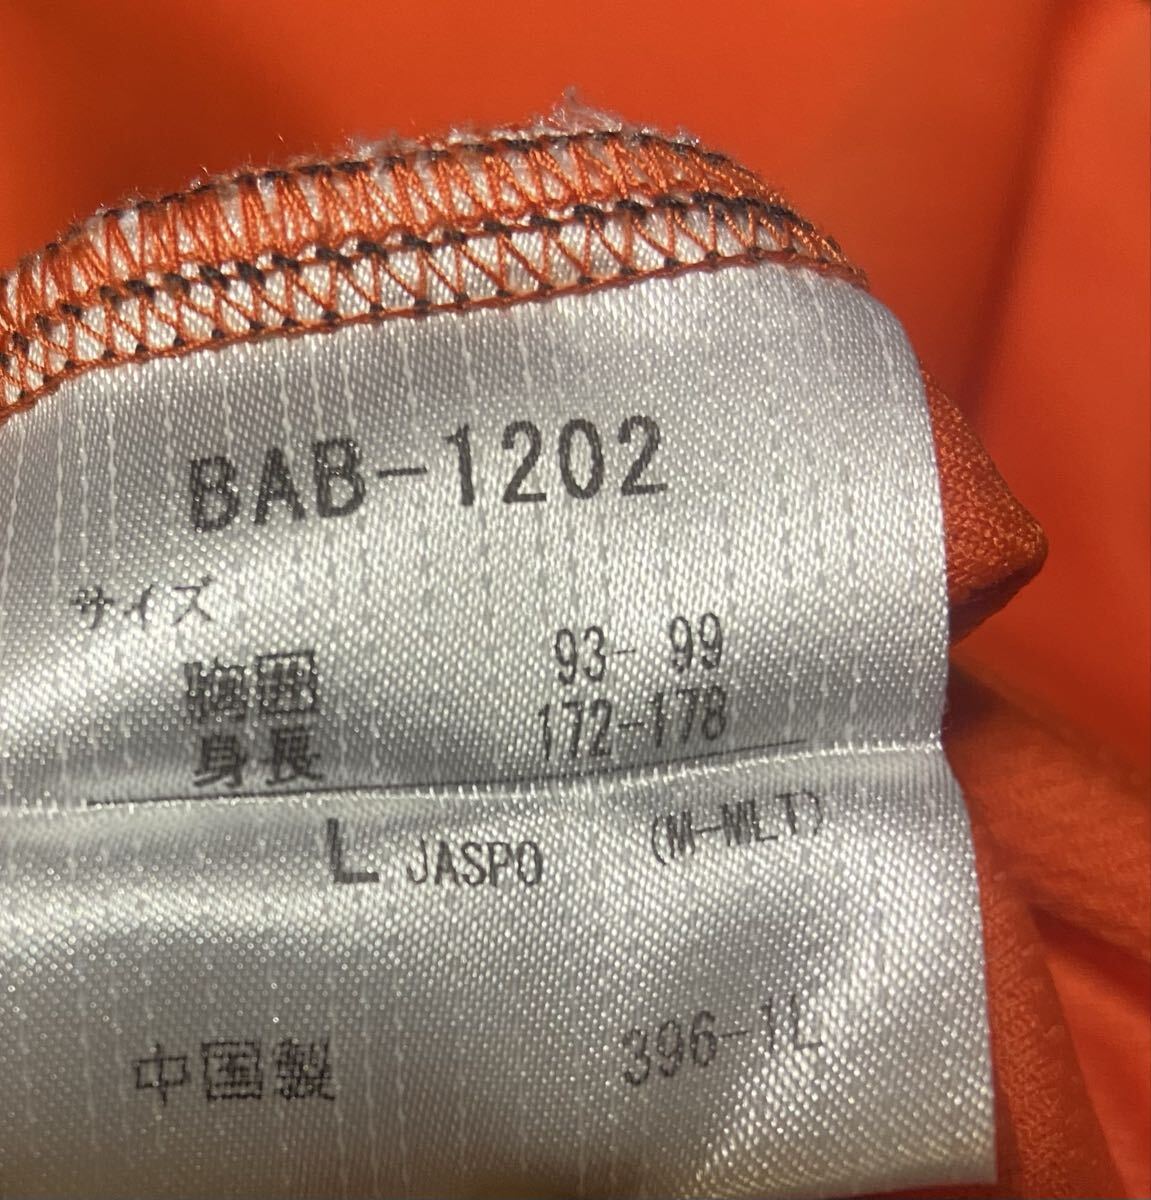 BAB-1202
サイズ
胸囲 93- 99
身長 172-178
L JASPO (M-MLT)
中国製 396-1L